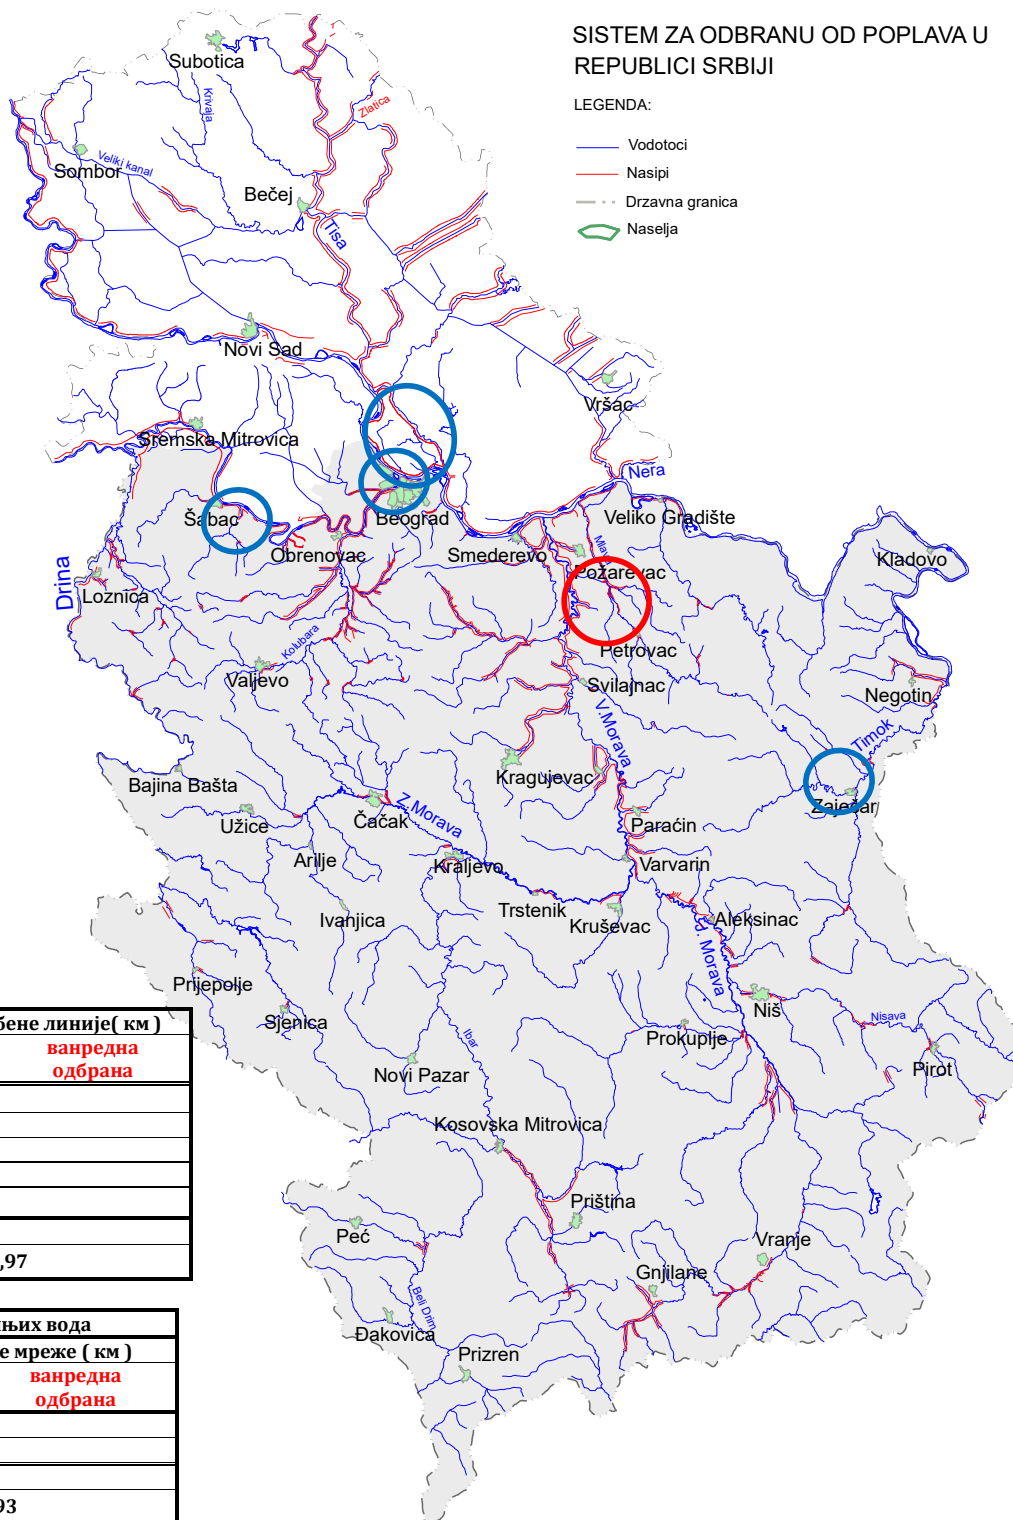 SISTEM ZA ODBRANU OD POPLAVA U
REPUBLICI SRBIJI
LEGENDA:
Vodotoci
Nasipi
Drzavna granica
Naselja
Subotica
Krivaja
Zlatica
Sombor
Veliki kanal
Bečej
Tisa
Novi Sad
Vršac
Sremska Mitrovica
Nera
Šabac
Beograd
Veliko Gradište
Obrenovac
Smederevo
Kladovo
Drina
Loznica
Požarevac
Kolubara
Petrovac
Valjevo
Svilajnac
Negotin
V.Morava
Timok
Bajina Bašta
Kragujevac
Zaječar
Užice
Čačak
Z.Morava
Paraćin
Arilje
Kraljevo
Varvarin
Ivanjica
Trstenik
Kruševac
Aleksinac
J. Morava
Prijepolje
Sjenica
Niš
Nisava
Ibar
Prokuplje
Novi Pazar
Pirot
Kosovska Mitrovica
Priština
Peć
Vranje
Gnjilane
Beli Drim
Đakovica
Prizren
бене линије( км )
ванредна
одбрана
,97
њих вода
е мреже ( км )
ванредна
одбрана
93